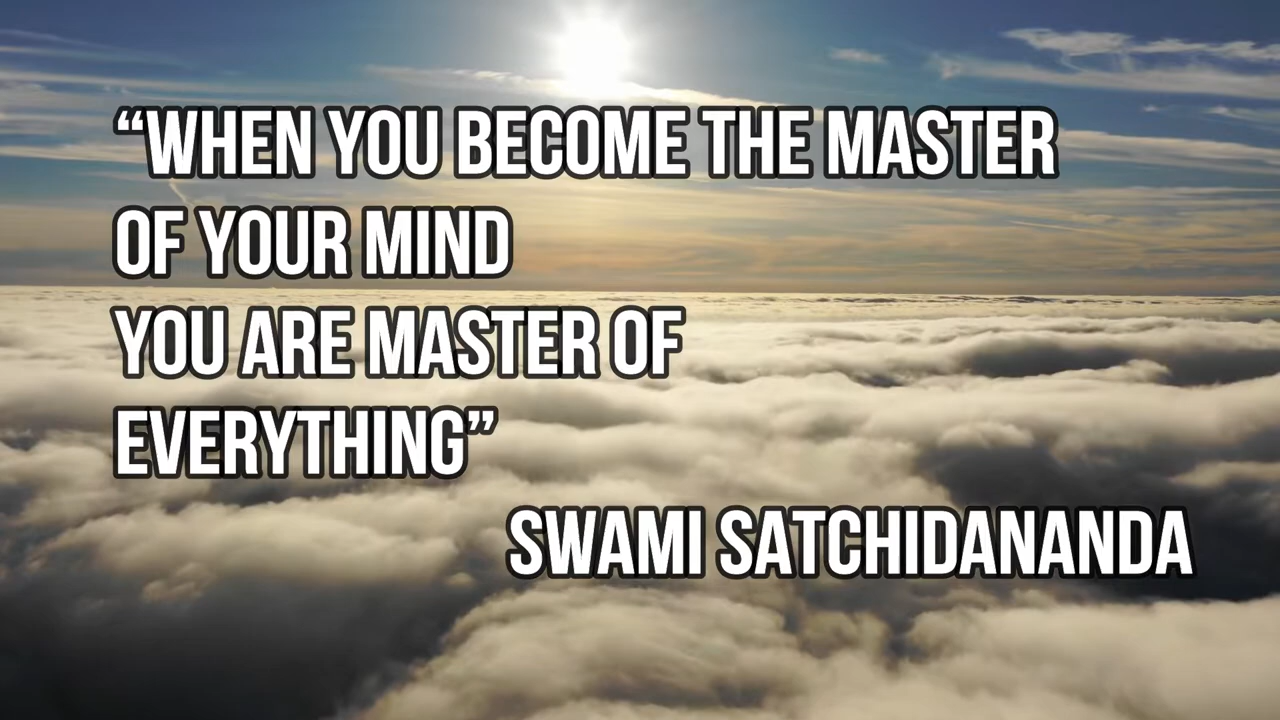 “WHEN YOU BECOME THE MASTER
OF YOUR MIND
YOU ARE MASTER OF
EVERYTHING”
SWAMI SATCHIDANANDA